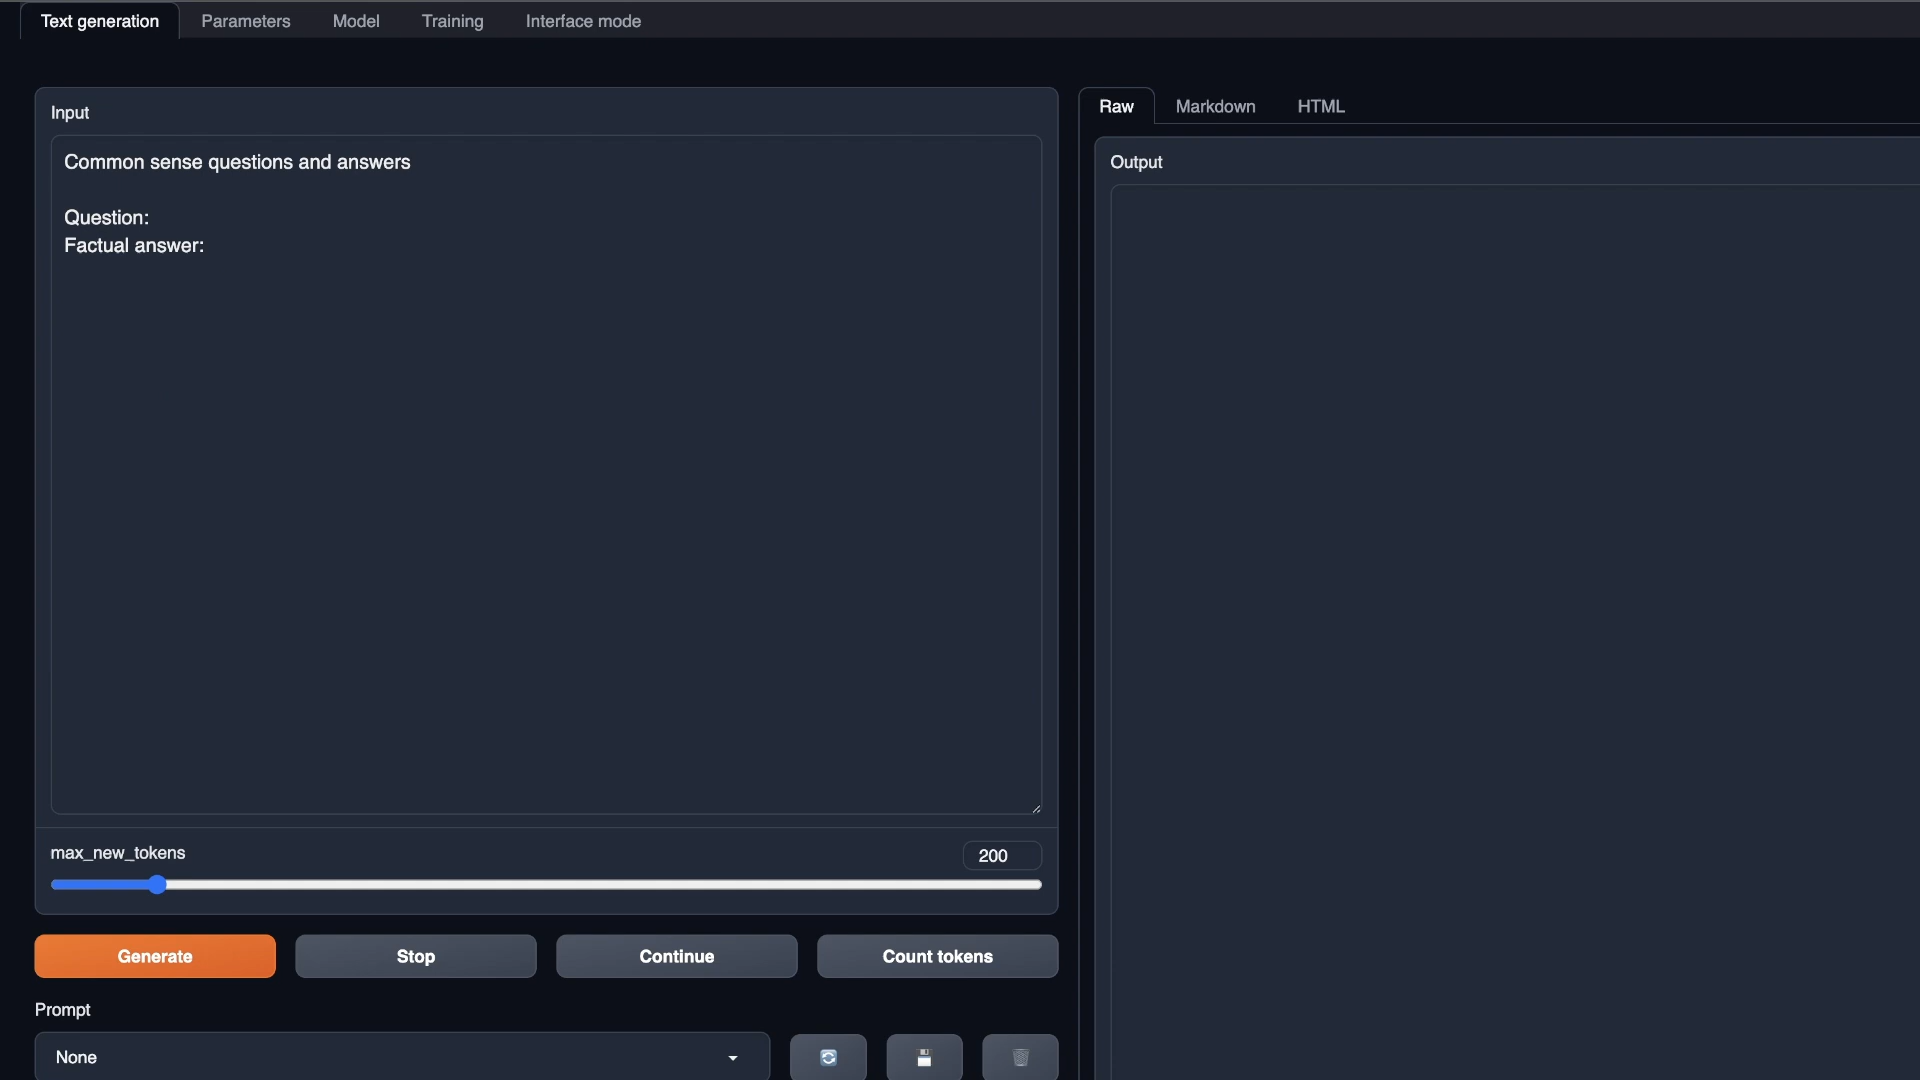 Text generation
Parameters
Model
Training
Interface mode
Input
Common sense questions and answers
Question:
Factual answer:
max_new_tokens
200
Generate
Stop
Continue
Count tokens
Prompt
None
Raw
Markdown
HTML
Output